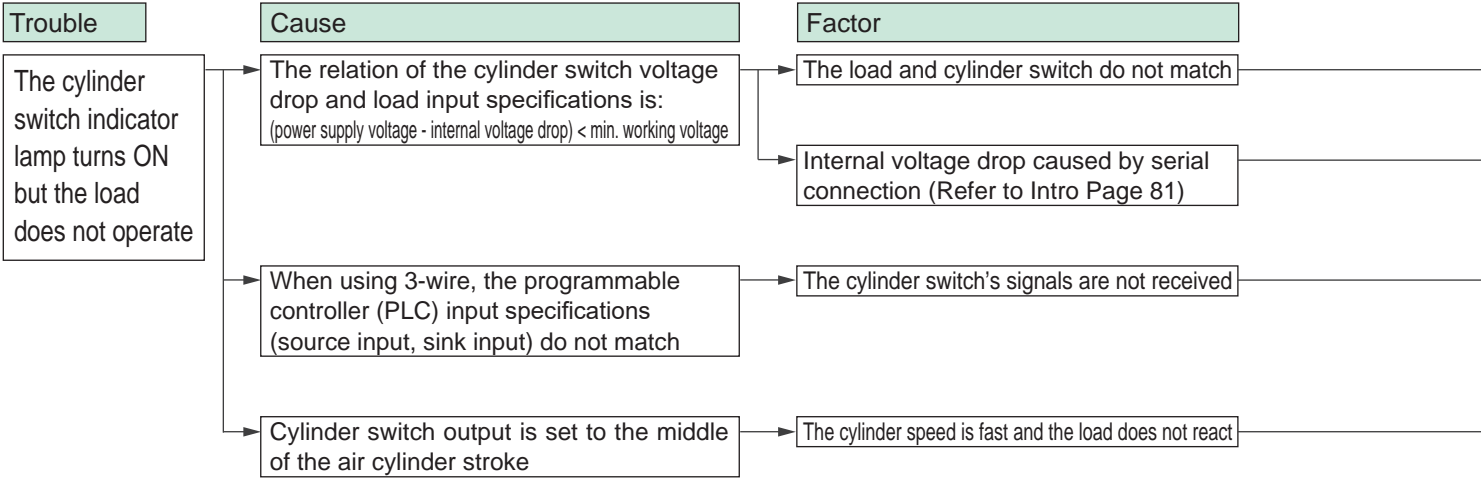 Trouble
Cause
Factor
The cylinder
switch indicator
lamp turns ON
but the load
does not operate
The relation of the cylinder switch voltage
drop and load input specifications is:
(power supply voltage - internal voltage drop) < min. working voltage
The load and cylinder switch do not match
Internal voltage drop caused by serial
connection (Refer to Intro Page 81)
When using 3-wire, the programmable
controller (PLC) input specifications
(source input, sink input) do not match
The cylinder switch’s signals are not received
Cylinder switch output is set to the middle
of the air cylinder stroke
The cylinder speed is fast and the load does not react